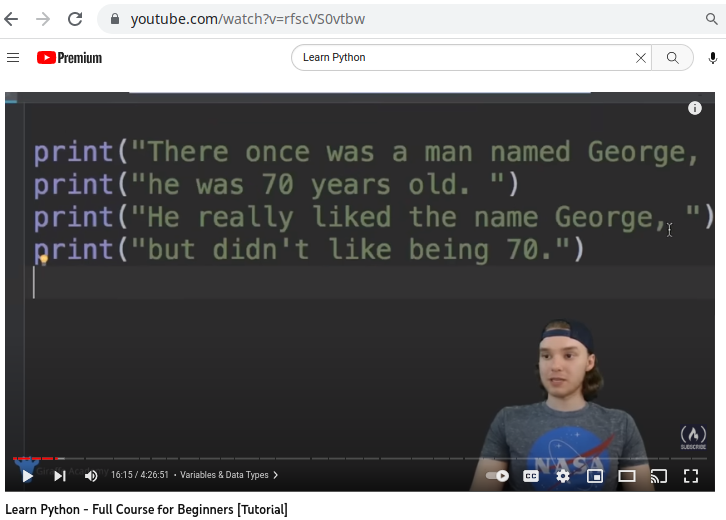 youtube.com/watch?v=rfscVS0vtbw
Premium
Learn Python
print("There once was a man named George,
print("he was 70 years old. ")
print("He really liked the name George, ")
print("but didn't like being 70.")
NASA
SUBSCRIBE
16:15 / 4:26:51 • Variables & Data Types >
CC
Learn Python - Full Course for Beginners [Tutorial]